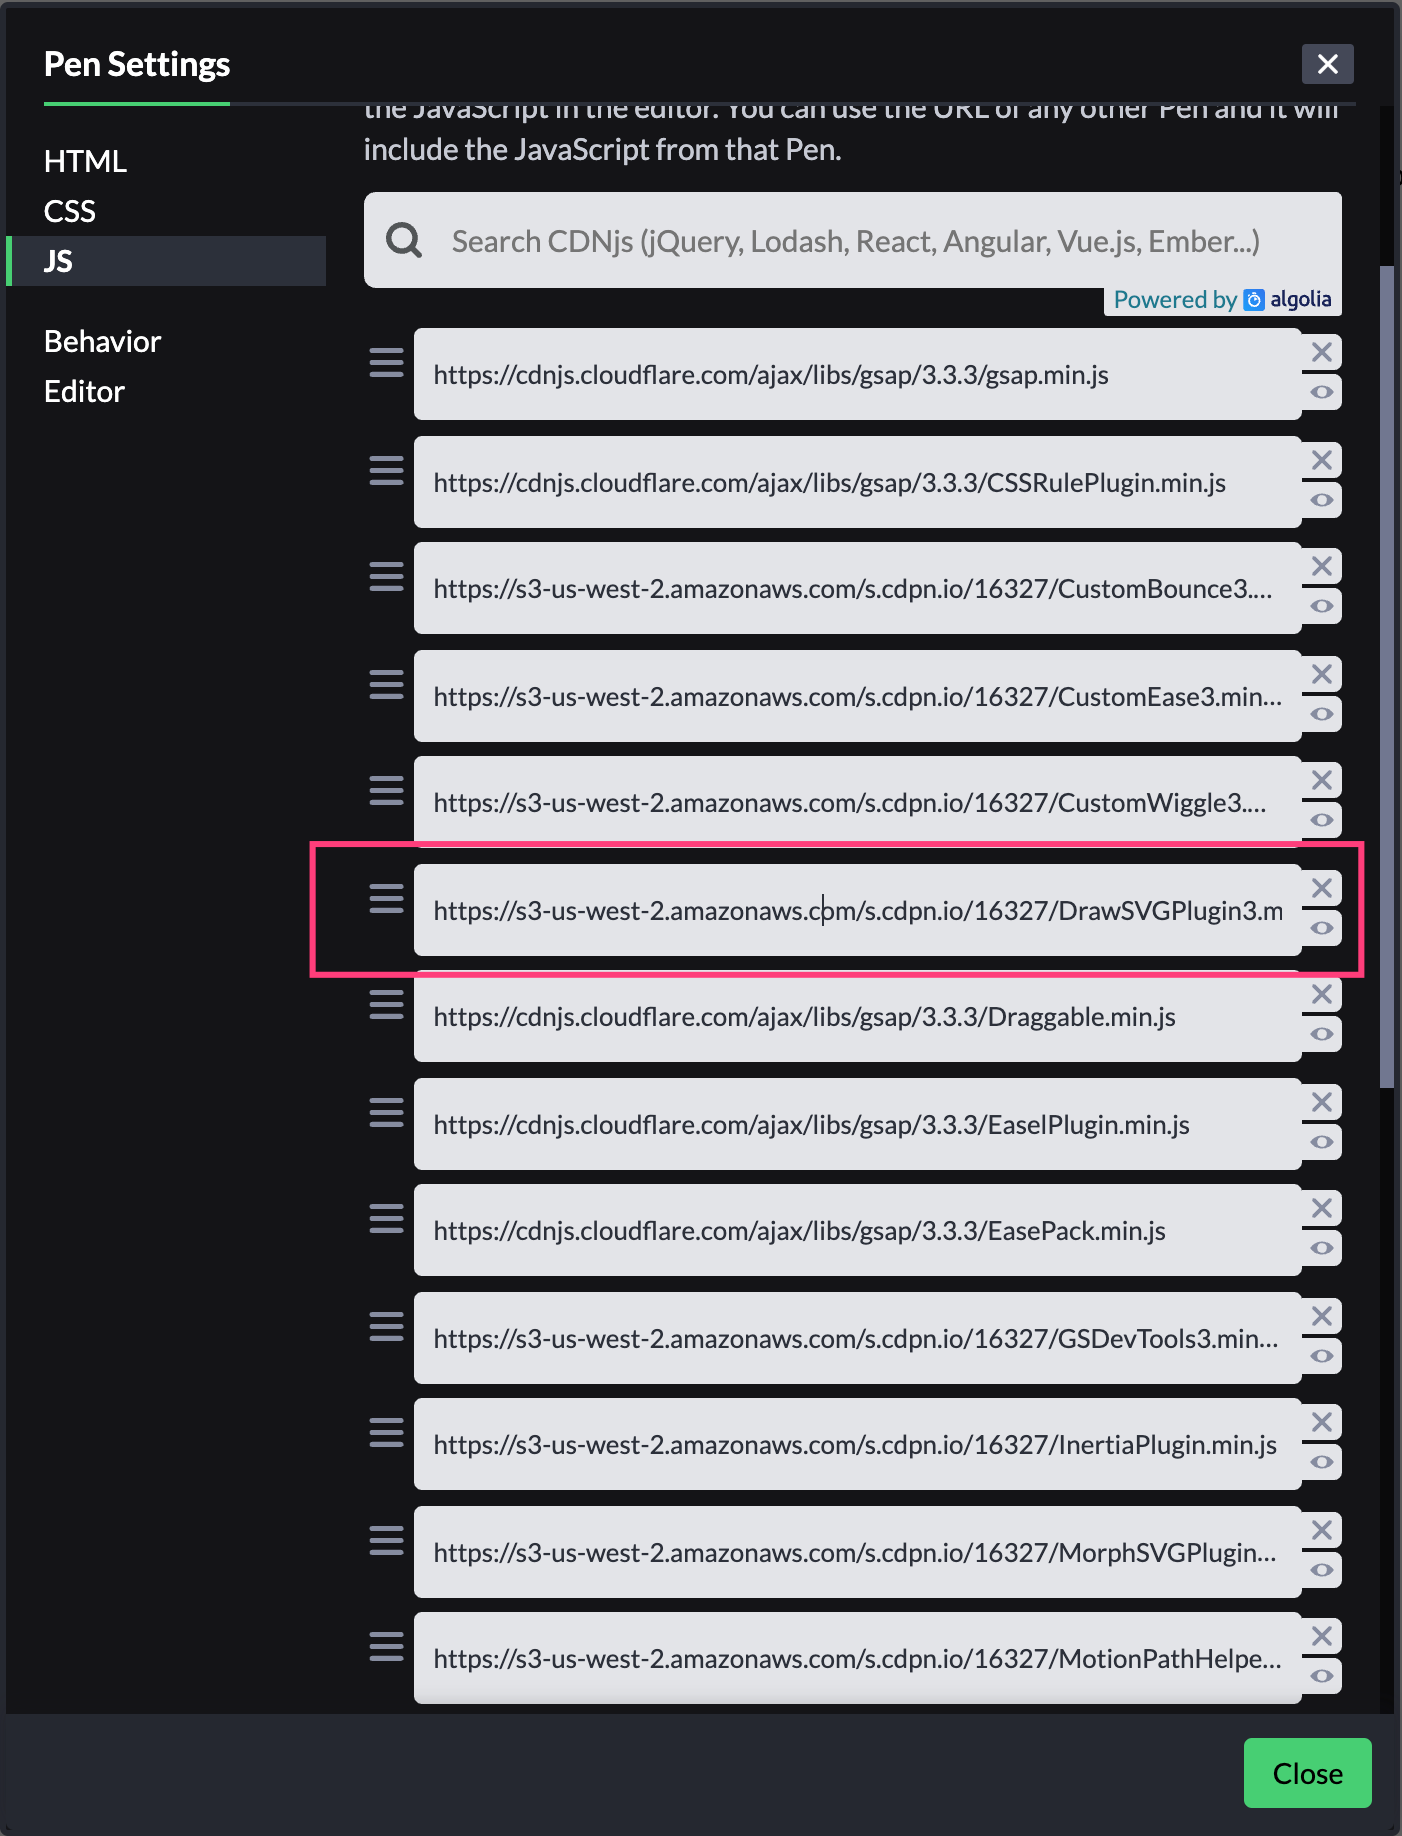 Pen Settings
the JavaScript in the editor. You can use the URL of any other Pen and it will
include the JavaScript from that Pen.
HTML
CSS
JS
Behavior
Editor
Search CDNjs (jQuery, Lodash, React, Angular, Vue.js, Ember...)
Powered by algolia
https://cdnjs.cloudflare.com/ajax/libs/gsap/3.3.3/gsap.min.js
https://cdnjs.cloudflare.com/ajax/libs/gsap/3.3.3/CSSRulePlugin.min.js
https://s3-us-west-2.amazonaws.com/s.cdpn.io/16327/CustomBounce3....
https://s3-us-west-2.amazonaws.com/s.cdpn.io/16327/CustomEase3.min...
https://s3-us-west-2.amazonaws.com/s.cdpn.io/16327/CustomWiggle3....
https://s3-us-west-2.amazonaws.com/s.cdpn.io/16327/DrawSVGPlugin3.m
https://cdnjs.cloudflare.com/ajax/libs/gsap/3.3.3/Draggable.min.js
https://cdnjs.cloudflare.com/ajax/libs/gsap/3.3.3/EaselPlugin.min.js
https://cdnjs.cloudflare.com/ajax/libs/gsap/3.3.3/EasePack.min.js
https://s3-us-west-2.amazonaws.com/s.cdpn.io/16327/GSDevTools3.min...
https://s3-us-west-2.amazonaws.com/s.cdpn.io/16327/InertiaPlugin.min.js
https://s3-us-west-2.amazonaws.com/s.cdpn.io/16327/MorphSVGPlugin...
https://s3-us-west-2.amazonaws.com/s.cdpn.io/16327/MotionPathHelpe...
Close